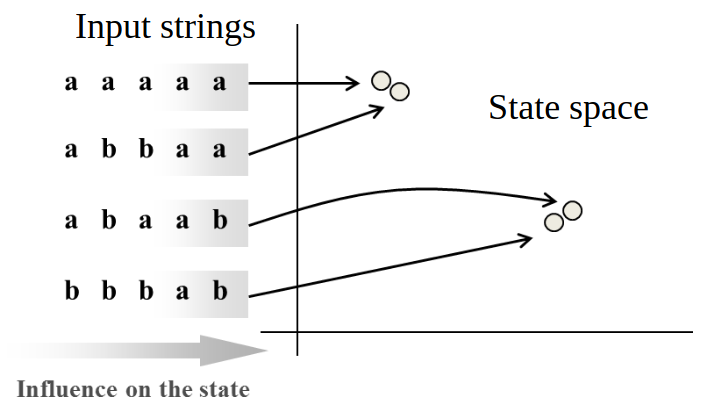 Input strings
a a a a a
State space
a b b a a
a b a a b
b b b a b
Influence on the state